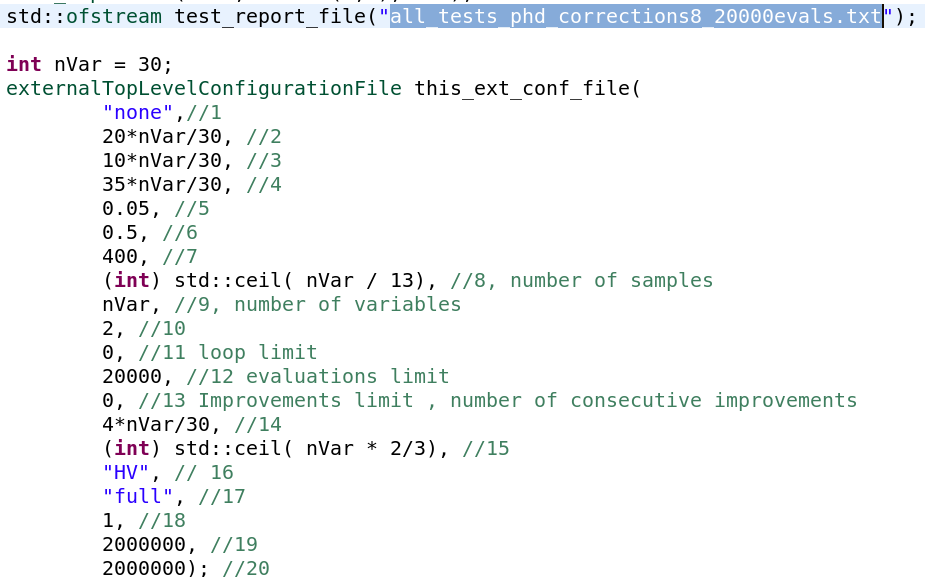 std::ofstream test_report_file("all_tests_phd_corrections8_20000evals.txt");
int nVar = 30;
externalTopLevelConfigurationFile this_ext_conf_file(
"none",//1
20*nVar/30, //2
10*nVar/30, //3
35*nVar/30, //4
0.05, //5
0.5, //6
400, //7
(int) std::ceil( nVar / 13), //8, number of samples
nVar, //9, number of variables
2, //10
0, //11 loop limit
20000, //12 evaluations limit
0, //13 Improvements limit , number of consecutive improvements
4*nVar/30, //14
(int) std::ceil( nVar * 2/3), //15
"HV", // 16
"full", //17
1, //18
2000000, //19
2000000); //20